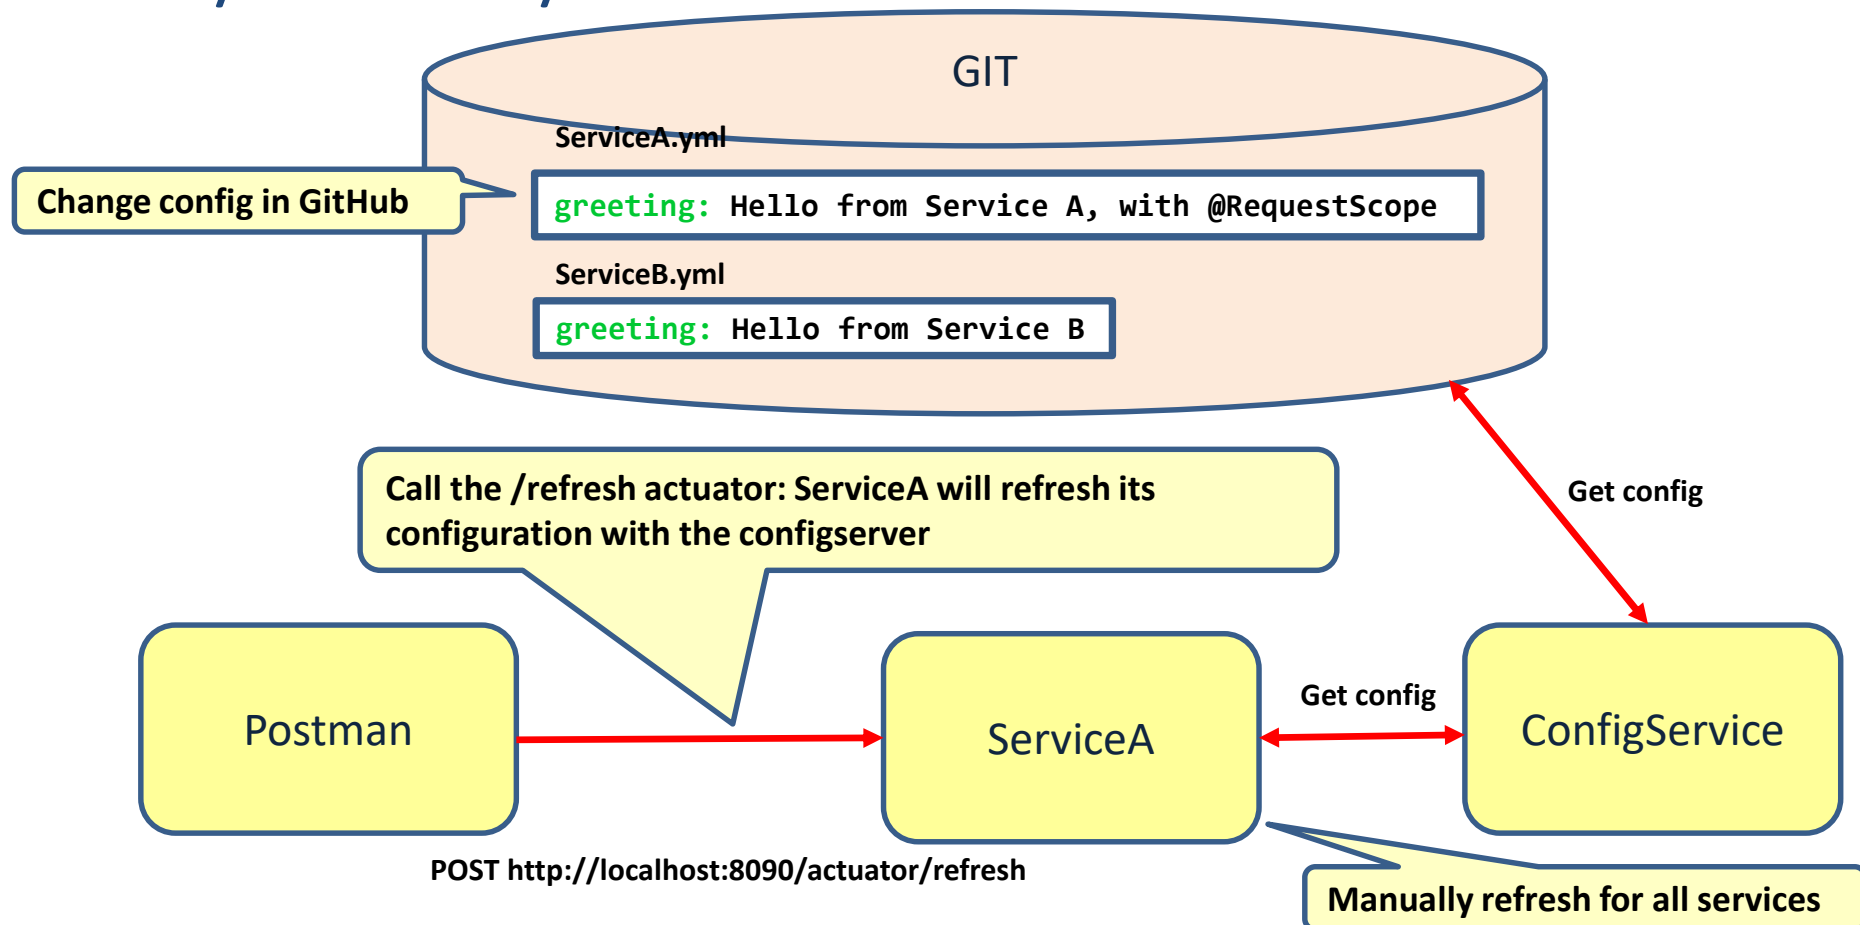 GIT
ServiceA.yml
Change config in GitHub
greeting: Hello from Service A, with @RequestScope
ServiceB.yml
greeting: Hello from Service B
Call the /refresh actuator: ServiceA will refresh its
configuration with the configserver
Get config
Postman
ServiceA
Get config
ConfigService
POST http://localhost:8090/actuator/refresh
Manually refresh for all services